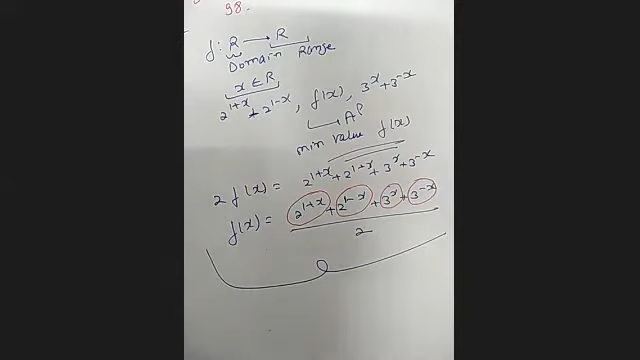 98.
f: R → R
Domain Range
x ∈ R
2^{1+x} + 2^{1-x}, f(x), 3^x + 3^{-x}
→ AP
min value f(x)
2 f(x) = 2^{1+x} + 2^{1+x} + 3^x + 3^{-x}
f(x) = 2^{1+x} + 2^{1-x} + 3^x + 3^{-x}
2